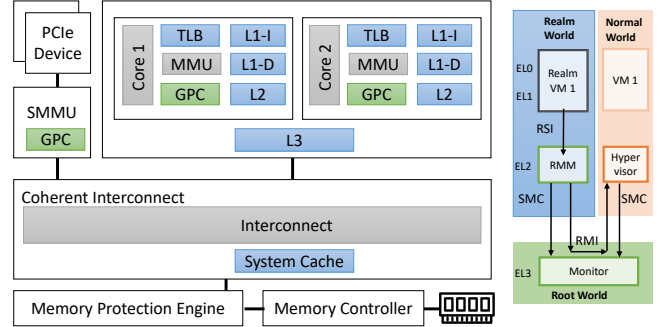 PCIe
Device
SMMU
GPC
Core 1
TLB
L1-I
MMU
L1-D
GPC
L2
Core 2
TLB
L1-I
MMU
L1-D
GPC
L2
L3
Coherent Interconnect
Interconnect
System Cache
Memory Protection Engine
Memory Controller
Realm
World
Normal
World
EL0
EL1
Realm
VM 1
VM 1
RSI
EL2
RMM
Hyper
visor
SMC
SMC
RMI
EL3
Monitor
Root World